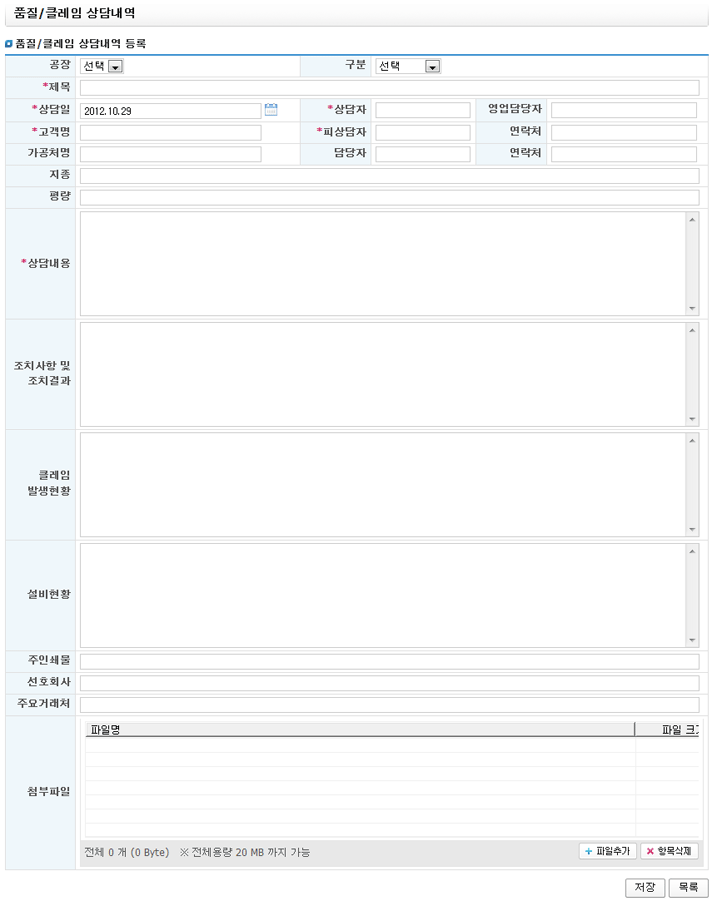 품질/클레임 상담내역
품질/클레임 상담내역 등록
공장 선택 구분 선택
*제목
*상담일 2012.10.29 *상담자 영업담당자
*고객명 *피상담자 연락처
가공처명 담당자 연락처
지종
평량
*상담내용
조치사항 및
조치결과
클레임
발생현황
설비현황
주인쇄물
선호회사
주요거래처
첨부파일 파일명 파일 크
전체 0 개 (0 Byte) ※ 전체용량 20 MB 까지 가능 파일추가 항목삭제
저장 목록